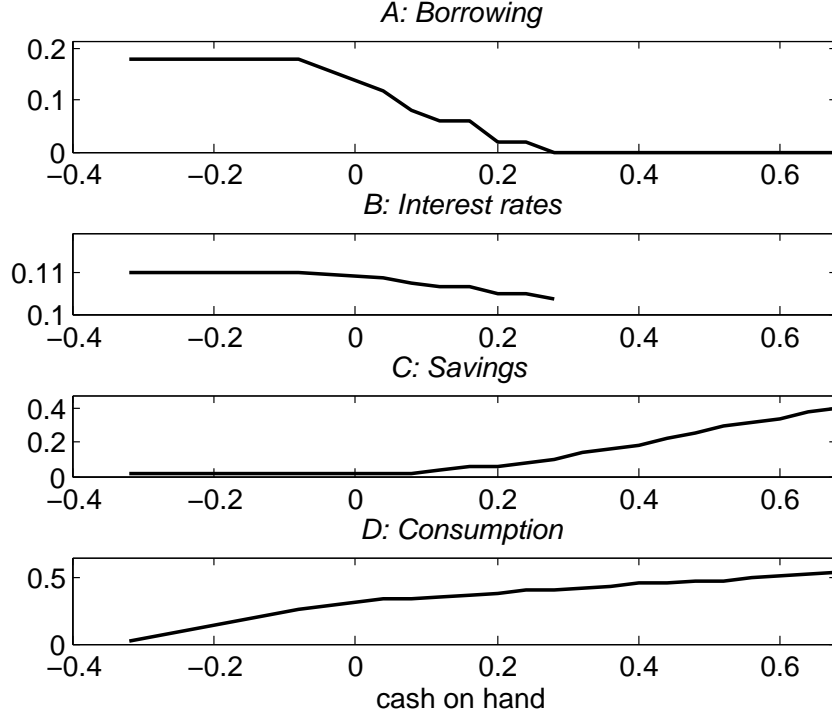 A: Borrowing
0.2
0.1
0
−0.4 −0.2 0 0.2 0.4 0.6
B: Interest rates
0.11
0.1
−0.4 −0.2 0 0.2 0.4 0.6
C: Savings
0.4
0.2
0
−0.4 −0.2 0 0.2 0.4 0.6
D: Consumption
0.5
0
−0.4 −0.2 0 0.2 0.4 0.6
cash on hand